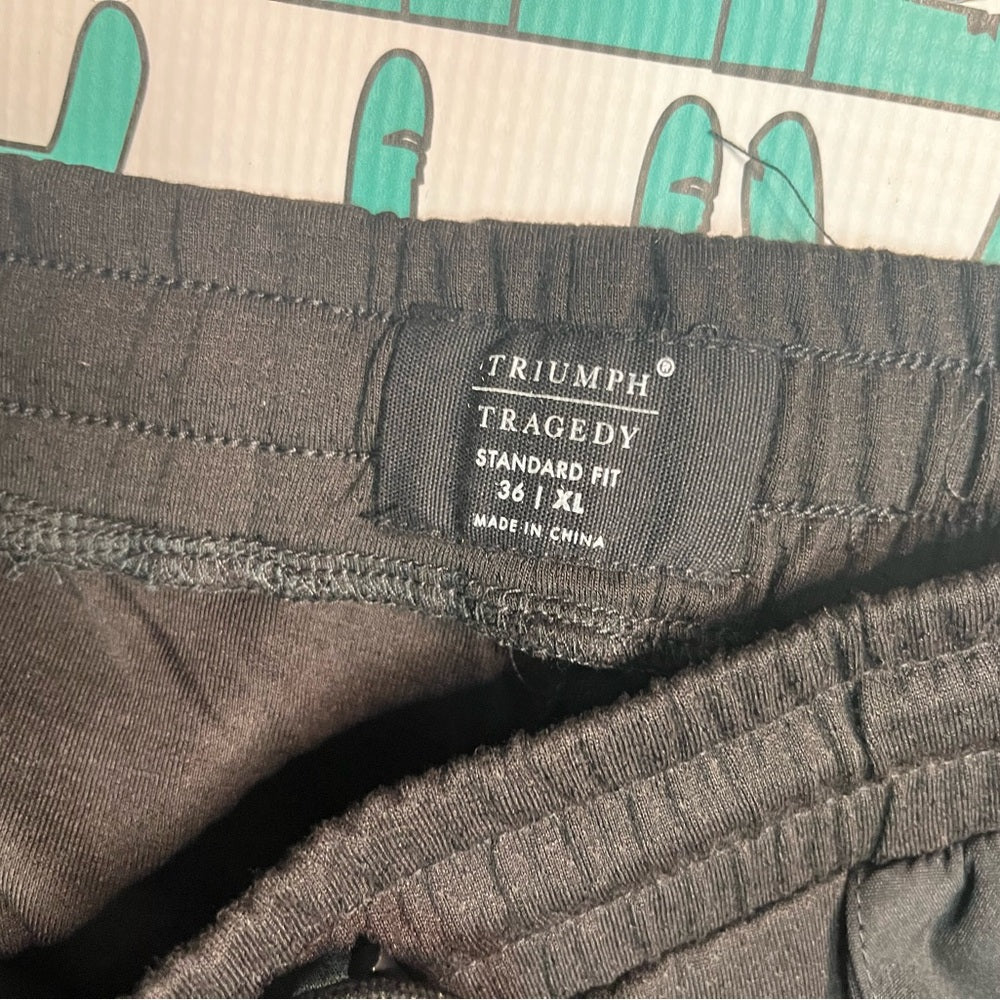 TRIUMPH®
TRAGEDY
STANDARD FIT
36 | XL
MADE IN CHINA